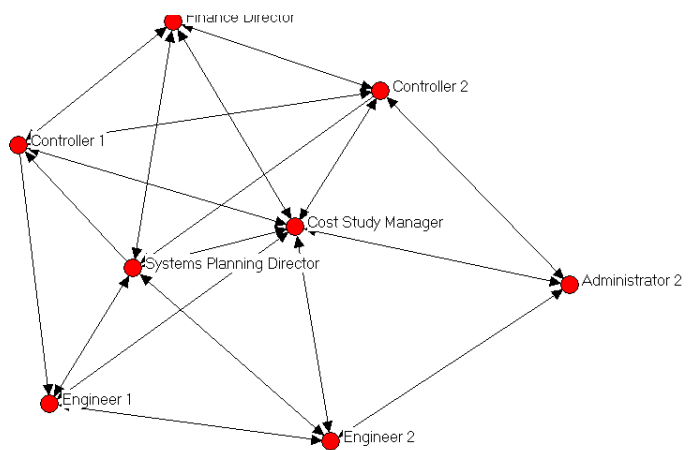 Finance Director
Controller 2
Controller 1
Cost Study Manager
Systems Planning Director
Administrator 2
Engineer 1
Engineer 2